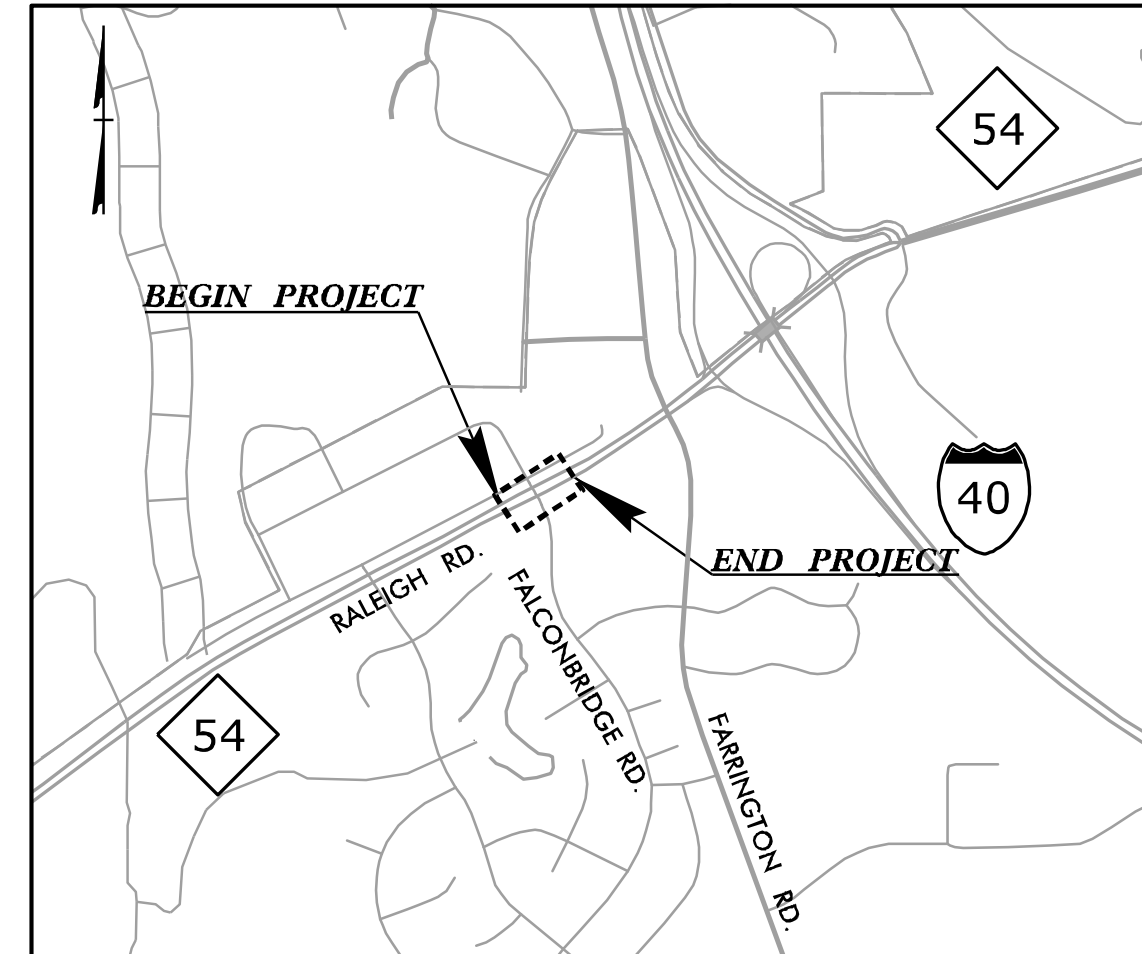 54
BEGIN PROJECT
40
END PROJECT
RALEIGH RD.
FALCONBRIDGE RD.
54
FARRINGTON RD.